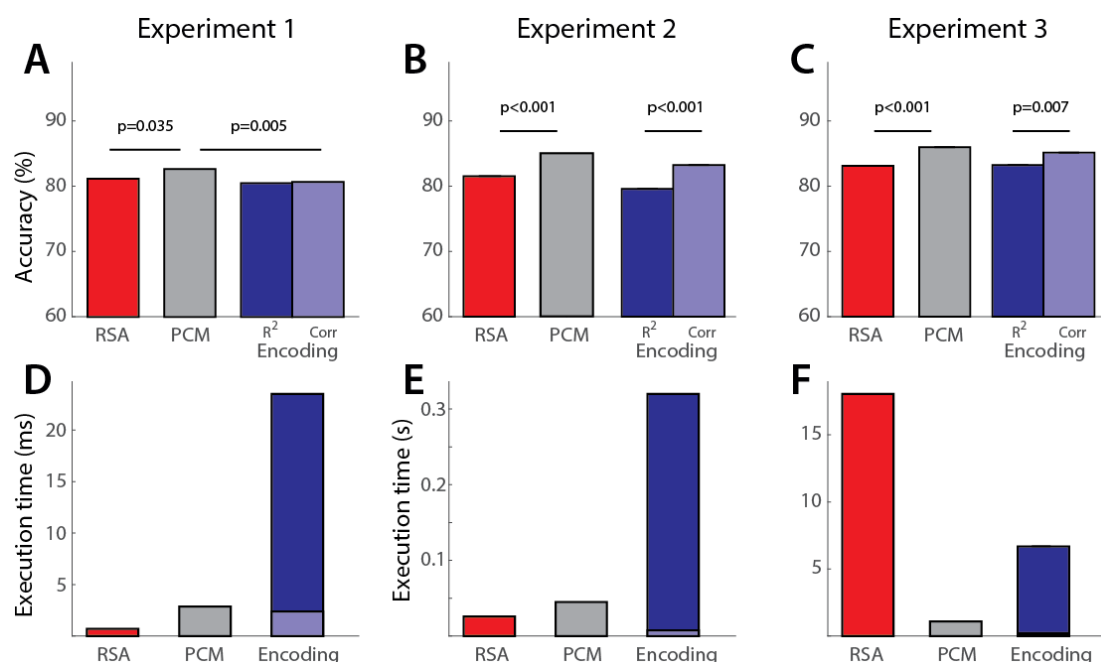 Experiment 1
Experiment 2
Experiment 3
A
B
C
Accuracy (%)
90
80
70
60
p=0.035
p=0.005
RSA
PCM
R²
Corr
Encoding
90
80
70
60
p<0.001
p<0.001
RSA
PCM
R²
Corr
Encoding
90
80
70
60
p<0.001
p=0.007
RSA
PCM
R²
Corr
Encoding
D
E
F
Execution time (ms)
20
15
10
5
RSA
PCM
Encoding
Execution time (s)
0.3
0.2
0.1
RSA
PCM
Encoding
15
10
5
RSA
PCM
Encoding